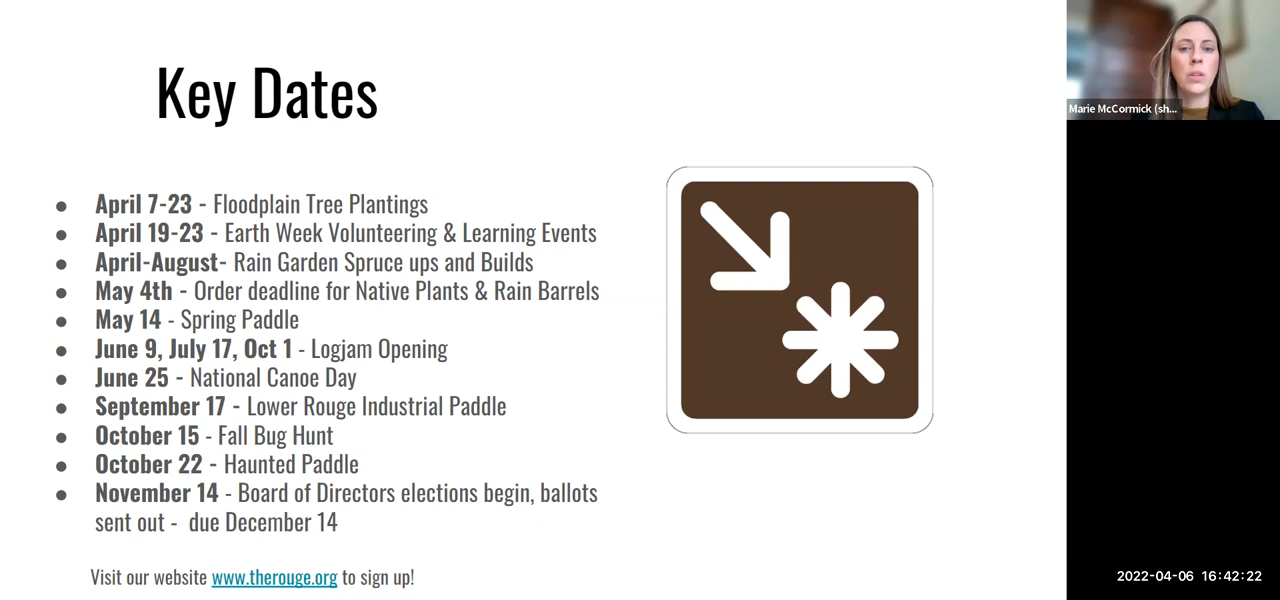 Key Dates
● April 7-23 - Floodplain Tree Plantings
● April 19-23 - Earth Week Volunteering & Learning Events
● April-August- Rain Garden Spruce ups and Builds
● May 4th - Order deadline for Native Plants & Rain Barrels
● May 14 - Spring Paddle
● June 9, July 17, Oct 1 - Logjam Opening
● June 25 - National Canoe Day
● September 17 - Lower Rouge Industrial Paddle
● October 15 - Fall Bug Hunt
● October 22 - Haunted Paddle
● November 14 - Board of Directors elections begin, ballots
sent out - due December 14
Visit our website www.therouge.org to sign up!
Marie McCormick (sh...
2022-04-06 16:42:22